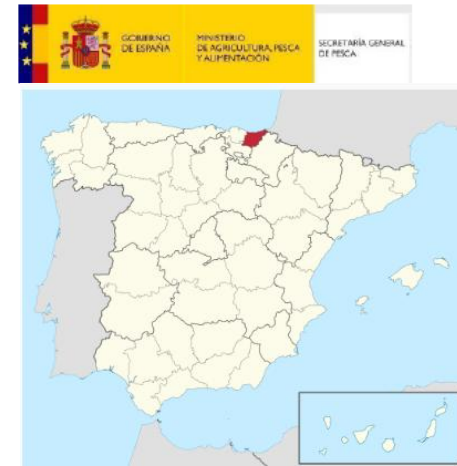 GOBIERNO
DE ESPAÑA
MINISTERIO
DE AGRICULTURA, PESCA
Y ALIMENTACIÓN
SECRETARÍA GENERAL
DE PESCA